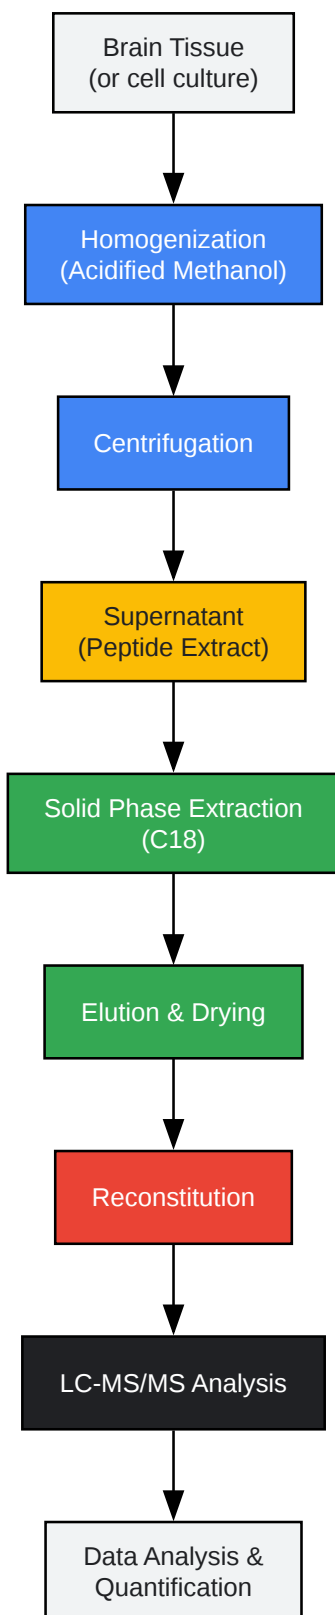 Brain Tissue
(or cell culture)
Homogenization
(Acidified Methanol)
Centrifugation
Supernatant
(Peptide Extract)
Solid Phase Extraction
(C18)
Elution & Drying
Reconstitution
LC-MS/MS Analysis
Data Analysis &
Quantification